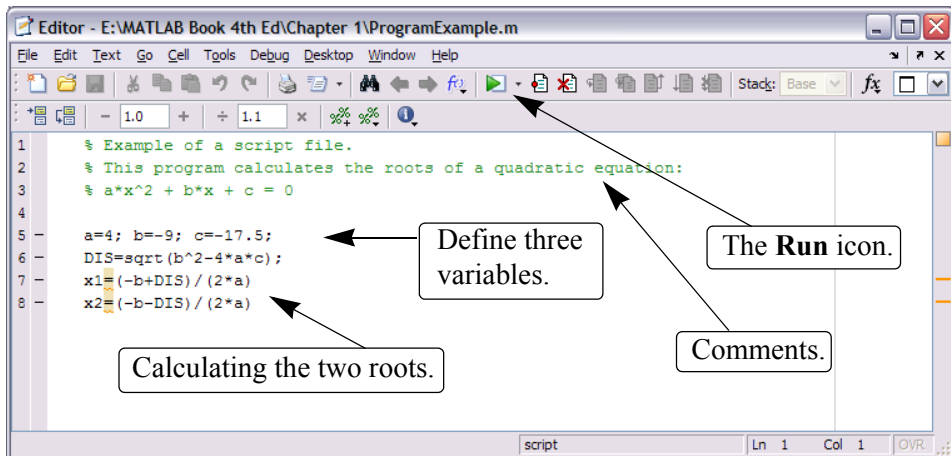 Editor - E:\MATLAB Book 4th Ed\Chapter 1\ProgramExample.m
File Edit Text Go Cell Tools Debug Desktop Window Help
Stack: Base fx
- 1.0 + ÷ 1.1 ×
1 % Example of a script file.
2 % This program calculates the roots of a quadratic equation:
3 % a*x^2 + b*x + c = 0
4
5 - a=4; b=-9; c=-17.5;
6 - DIS=sqrt(b^2-4*a*c);
7 - x1=(-b+DIS)/(2*a)
8 - x2=(-b-DIS)/(2*a)
Define three
variables.
The Run icon.
Comments.
Calculating the two roots.
script Ln 1 Col 1 OVR